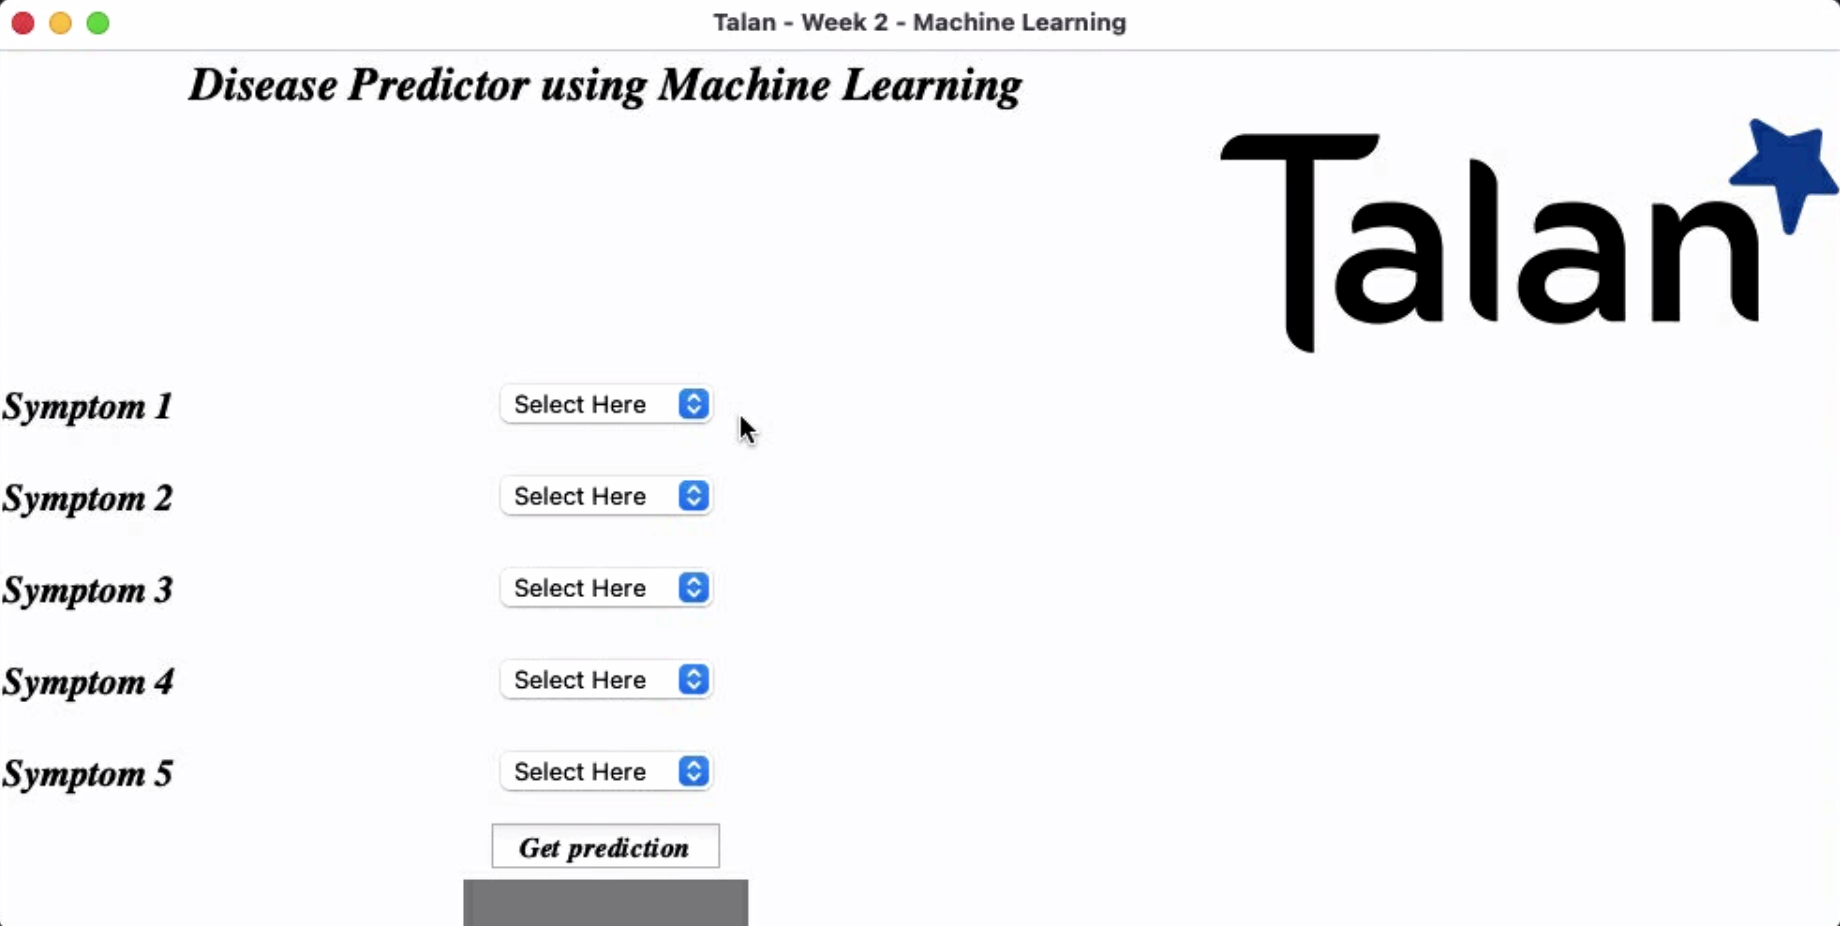 Talan - Week 2 - Machine Learning
Disease Predictor using Machine Learning
Talan
Symptom 1 Select Here
Symptom 2 Select Here
Symptom 3 Select Here
Symptom 4 Select Here
Symptom 5 Select Here
Get prediction